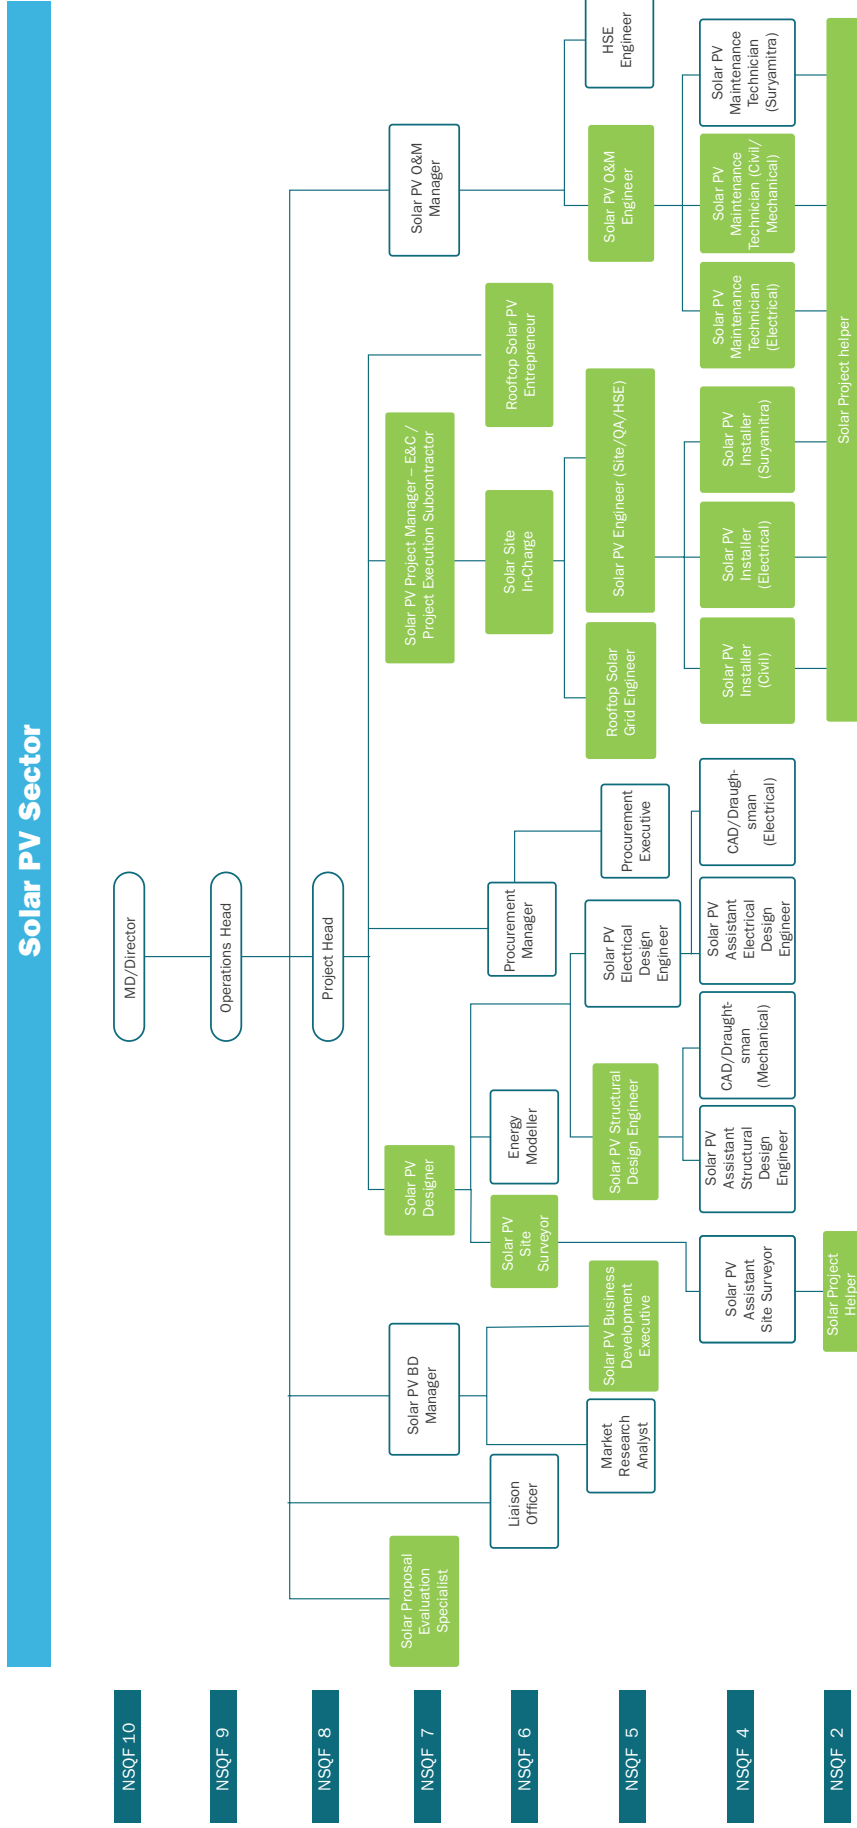 Solar PV Sector
NSQF 10
MD/Director
NSQF 9
Operations Head
NSQF 8
Project Head
NSQF 7
Solar Proposal
Evaluation
Specialist
Solar PV BD
Manager
Solar PV
Designer
Solar PV Project Manager – E&C /
Project Execution Subcontractor
Solar PV O&M
Manager
NSQF 6
Liaison
Officer
Solar PV
Site
Surveyor
Energy
Modeller
Procurement
Manager
Solar Site
In-Charge
Rooftop Solar PV
Entrepreneur
NSQF 5
Market
Research
Analyst
Solar PV Business
Development
Executive
Solar PV Structural
Design Engineer
Solar PV
Electrical
Design
Engineer
Procurement
Executive
Rooftop Solar
Grid Engineer
Solar PV Engineer (Site/QA/HSE)
Solar PV O&M
Engineer
HSE
Engineer
NSQF 4
Solar PV
Assistant
Site Surveyor
Solar PV
Assistant
Structural
Design
Engineer
CAD/Draught-
sman
(Mechanical)
Solar PV
Assistant
Electrical
Design
Engineer
CAD/Draugh-
sman
(Electrical)
Solar PV
Installer
(Civil)
Solar PV
Installer
(Electrical)
Solar PV
Installer
(Suryamitra)
Solar PV
Maintenance
Technician
(Electrical)
Solar PV
Maintenance
Technician (Civil/
Mechanical)
Solar PV
Maintenance
Technician
(Suryamitra)
NSQF 2
Solar Project
Helper
Solar Project helper